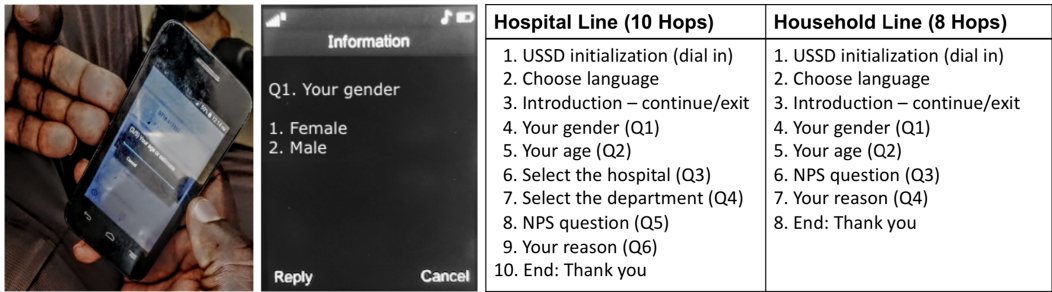 Information
Q1. Your gender
1. Female
2. Male
Reply Cancel
Hospital Line (10 Hops)
1. USSD initialization (dial in)
2. Choose language
3. Introduction – continue/exit
4. Your gender (Q1)
5. Your age (Q2)
6. Select the hospital (Q3)
7. Select the department (Q4)
8. NPS question (Q5)
9. Your reason (Q6)
10. End: Thank you
Household Line (8 Hops)
1. USSD initialization (dial in)
2. Choose language
3. Introduction – continue/exit
4. Your gender (Q1)
5. Your age (Q2)
6. NPS question (Q3)
7. Your reason (Q4)
8. End: Thank you